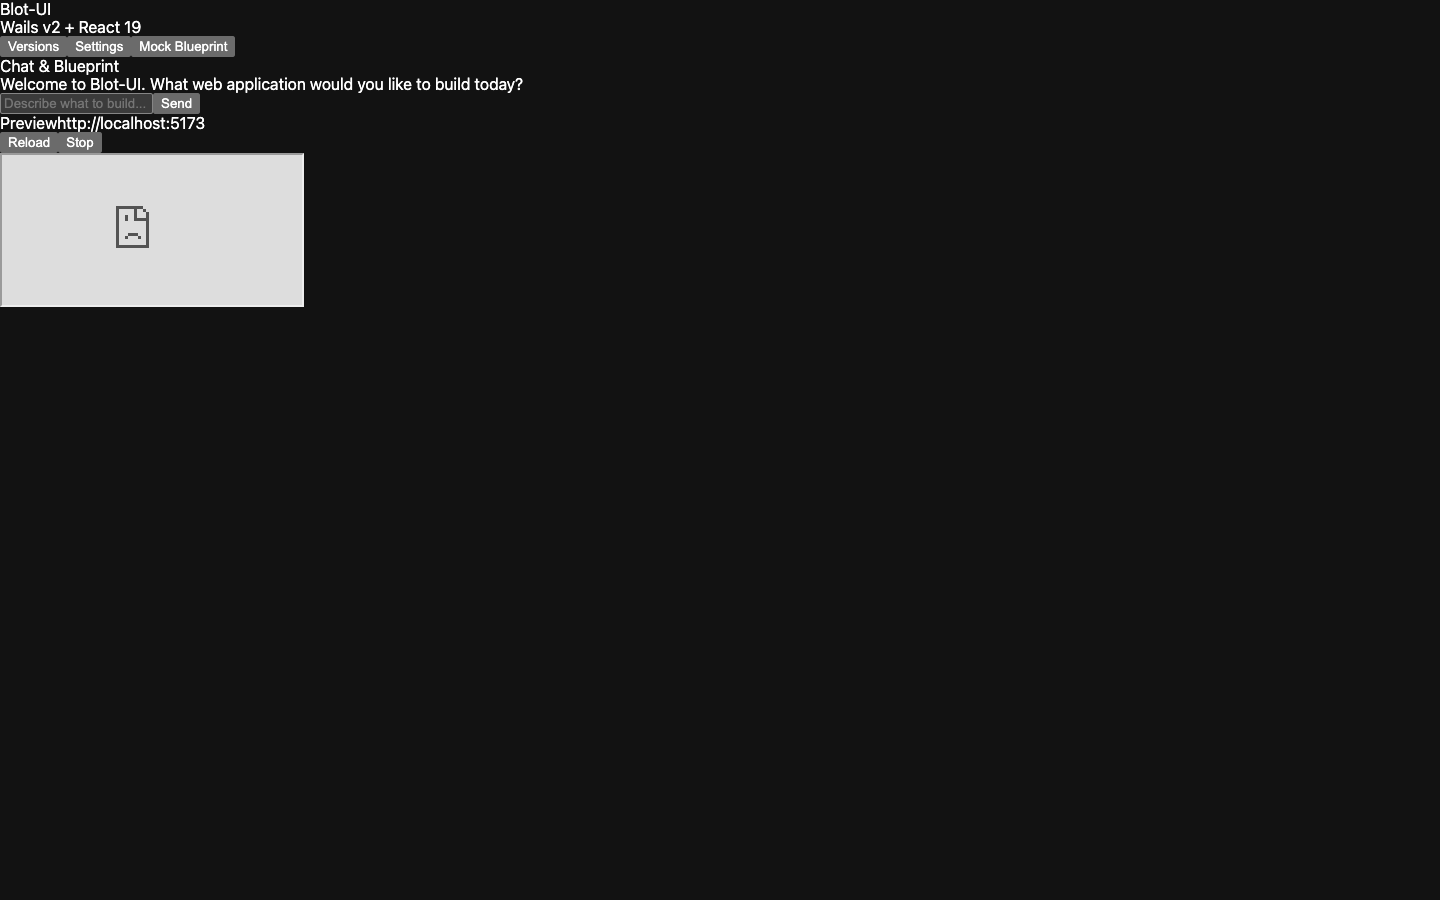 Blot-UI
Wails v2 + React 19
Versions Settings Mock Blueprint
Chat & Blueprint
Welcome to Blot-UI. What web application would you like to build today?
Describe what to build... Send
Previewhttp://localhost:5173
Reload Stop